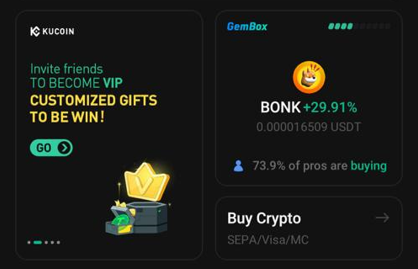 KUCOIN
Invite friends
TO BECOME VIP
CUSTOMIZED GIFTS
TO BE WIN!
GO
GemBox
BONK +29.91%
0.000016509 USDT
73.9% of pros are buying
Buy Crypto
SEPA/Visa/MC